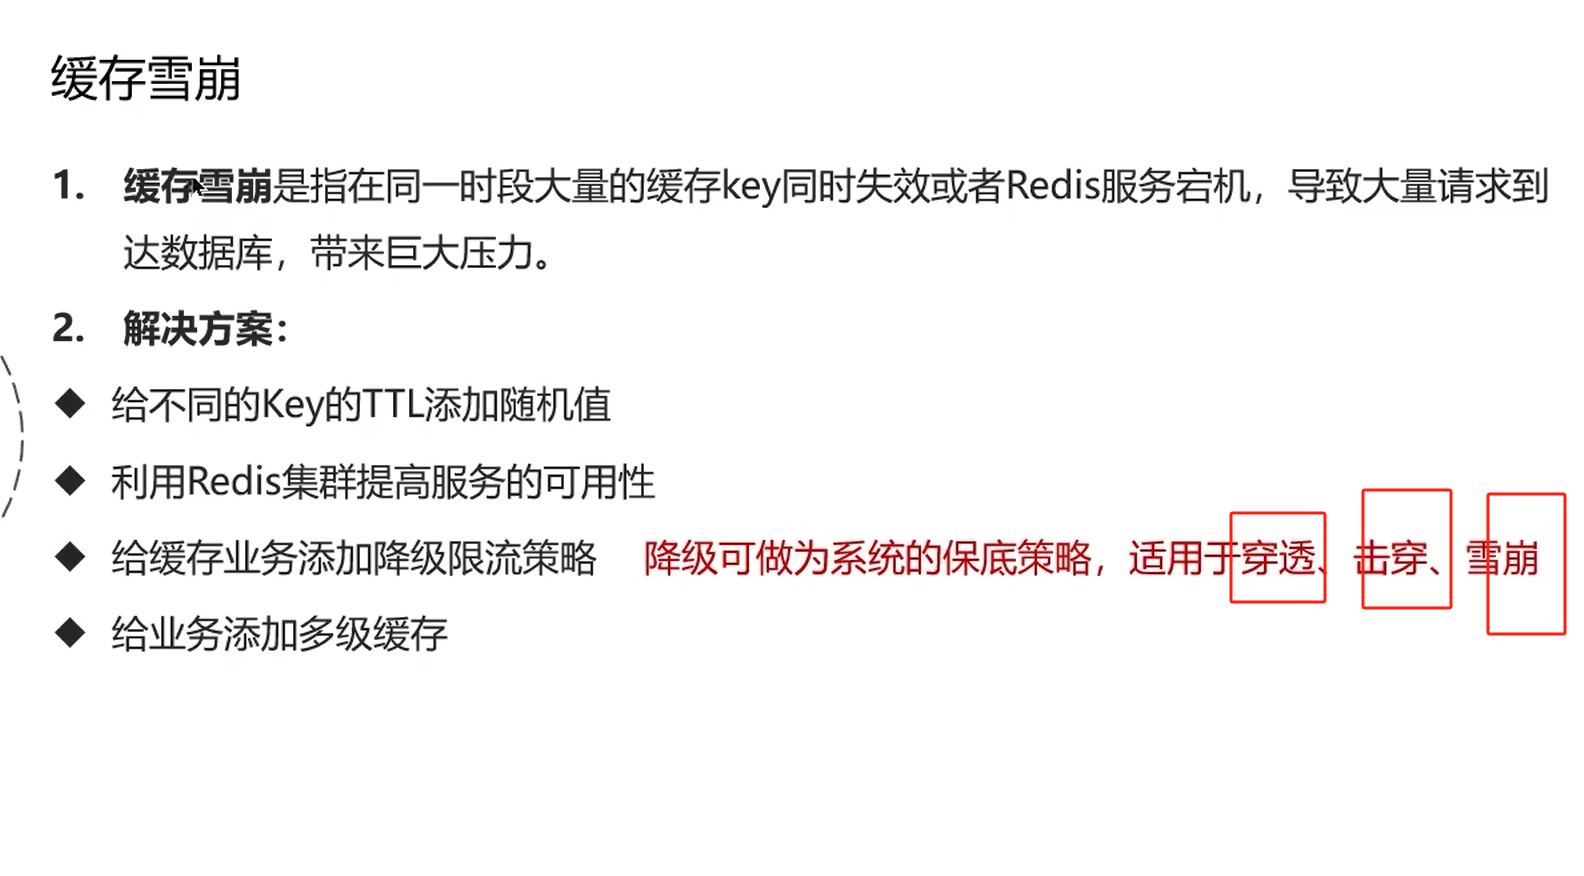 缓存雪崩
1. 缓存雪崩是指在同一时段大量的缓存key同时失效或者Redis服务宕机，导致大量请求到
达数据库，带来巨大压力。
2. 解决方案：
◆ 给不同的Key的TTL添加随机值
◆ 利用Redis集群提高服务的可用性
◆ 给缓存业务添加降级限流策略 降级可做为系统的保底策略，适用于穿透、击穿、雪崩
◆ 给业务添加多级缓存